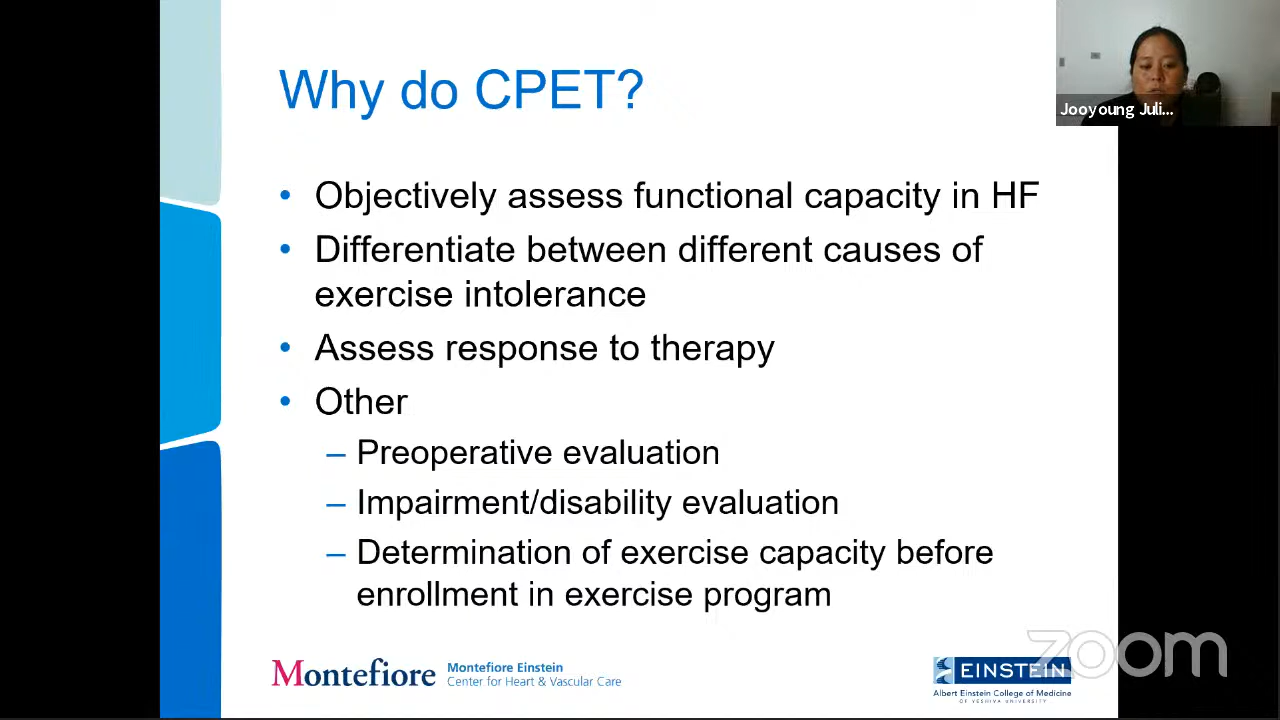 Why do CPET?
Jooyoung Juli...
• Objectively assess functional capacity in HF
• Differentiate between different causes of
exercise intolerance
• Assess response to therapy
• Other
– Preoperative evaluation
– Impairment/disability evaluation
– Determination of exercise capacity before
enrollment in exercise program
zoom
Montefiore
Montefiore Einstein
Center for Heart & Vascular Care
EINSTEIN
Albert Einstein College of Medicine
OF YESHIVA UNIVERSITY